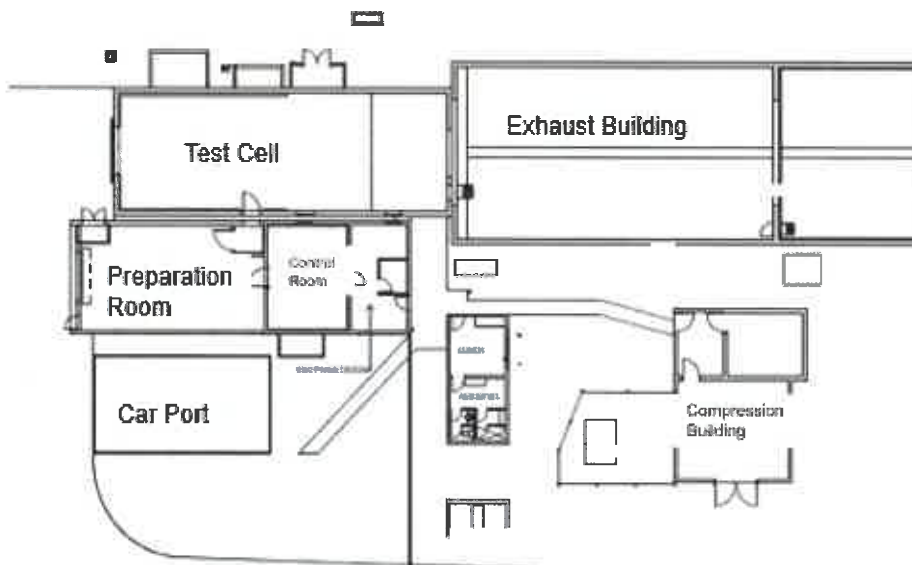 Exhaust Building
Test Cell
Control
Room
Preparation
Room
Car Port
Compression
Building